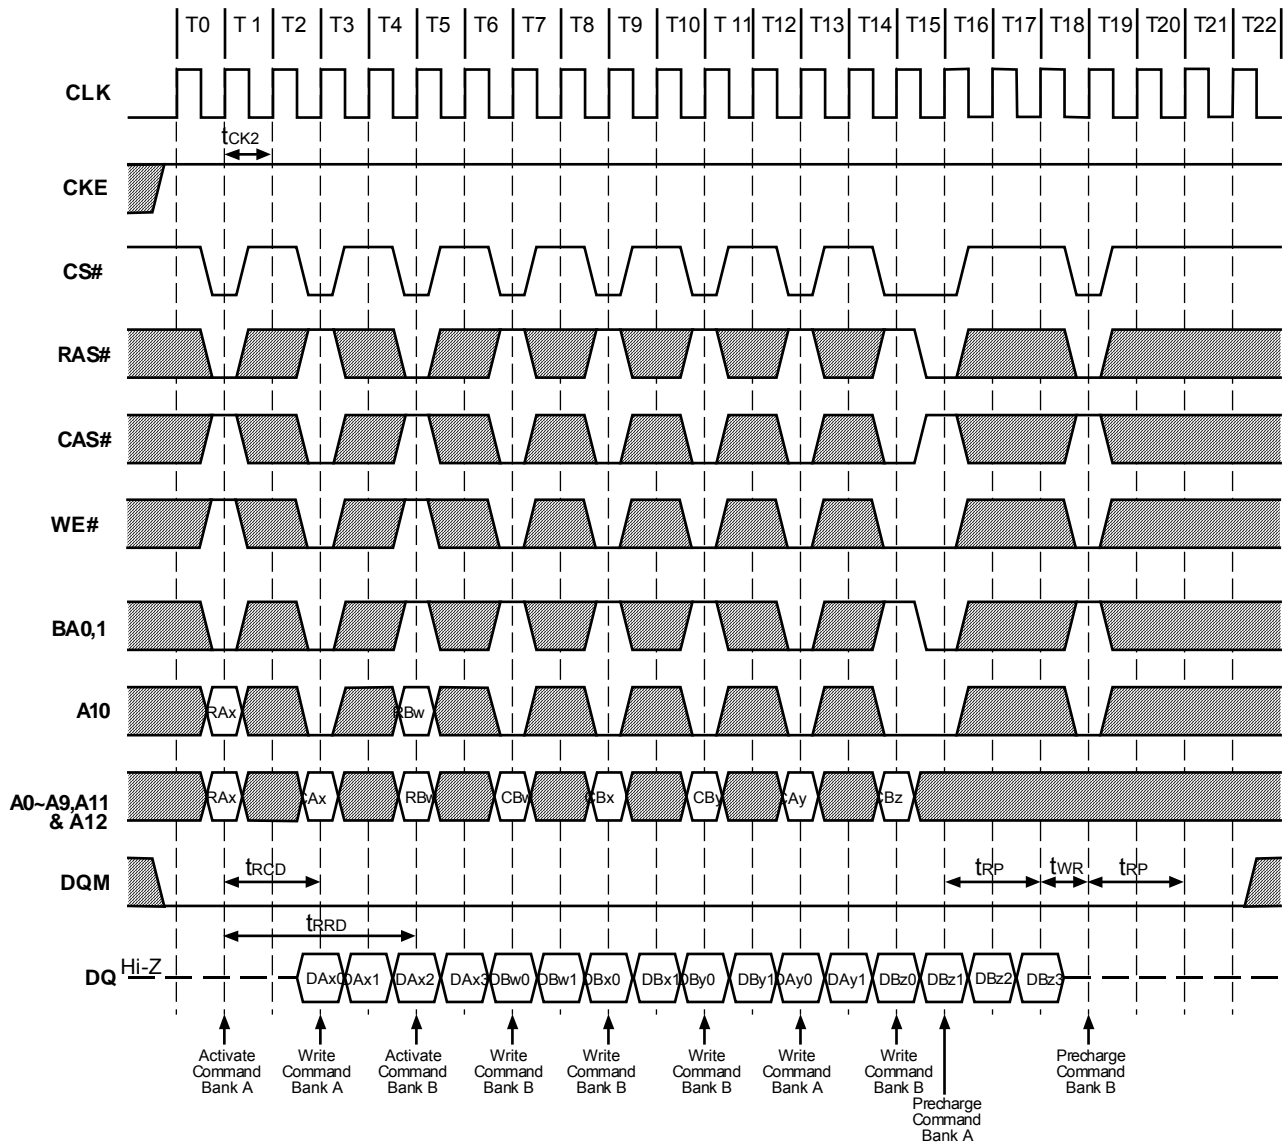 T0 T 1 T2 T3 T4 T5 T6 T7 T8 T9 T10 T 11 T12 T13 T14 T15 T16 T17 T18 T19 T20 T21 T22
CLK
tCK2
CKE
CS#
RAS#
CAS#
WE#
BA0,1
A10
RAx RBw
A0~A9,A11
& A12
RAx CAx RBw CBw CBx CBy CAy CBz
DQM
tRCD tRP tWR tRP
tRRD
DQ Hi-Z
DAx0 DAx1 DAx2 DAx3 DBw0 DBw1 DBx0 DBx1 DBy0 DBy1 DAy0 DAy1 DBz0 DBz1 DBz2 DBz3
Activate
Command
Bank A
Write
Command
Bank A
Activate
Command
Bank B
Write
Command
Bank B
Write
Command
Bank B
Write
Command
Bank B
Write
Command
Bank A
Write
Command
Bank B
Precharge
Command
Bank A
Precharge
Command
Bank B